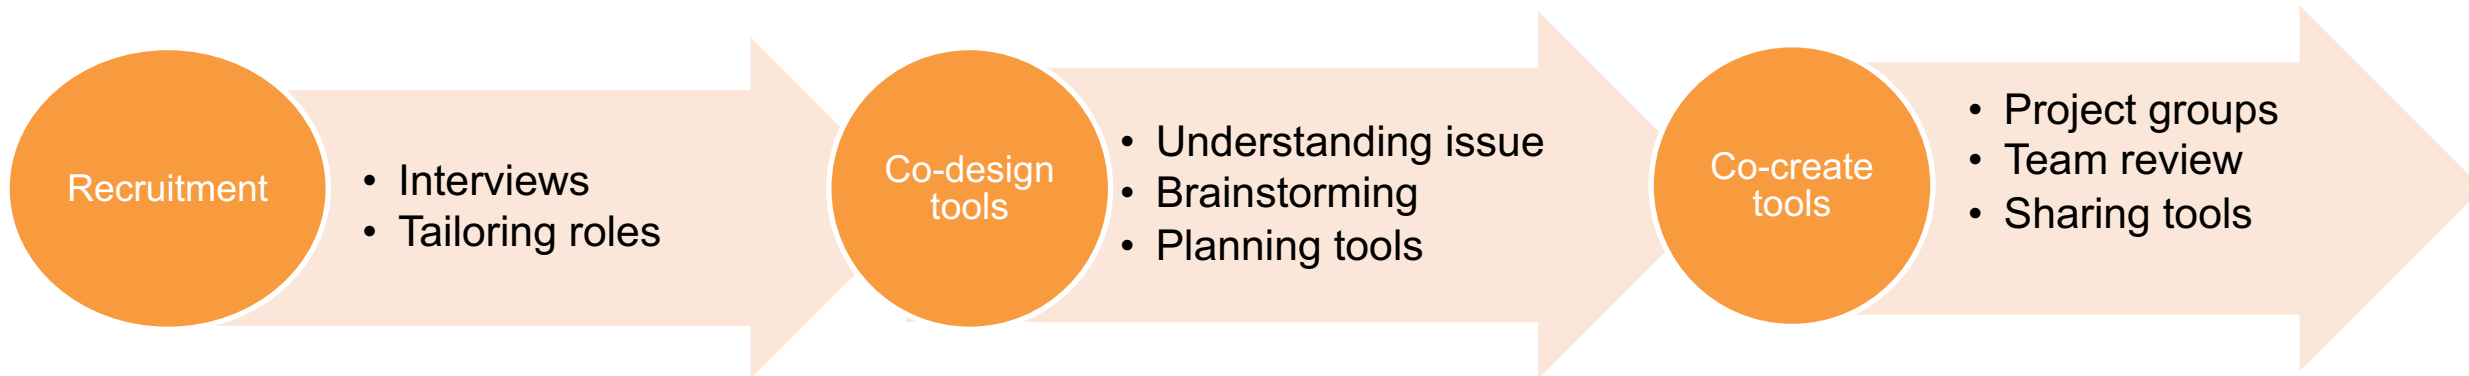 Recruitment
• Interviews
• Tailoring roles
Co-design
tools
• Understanding issue
• Brainstorming
• Planning tools
Co-create
tools
• Project groups
• Team review
• Sharing tools